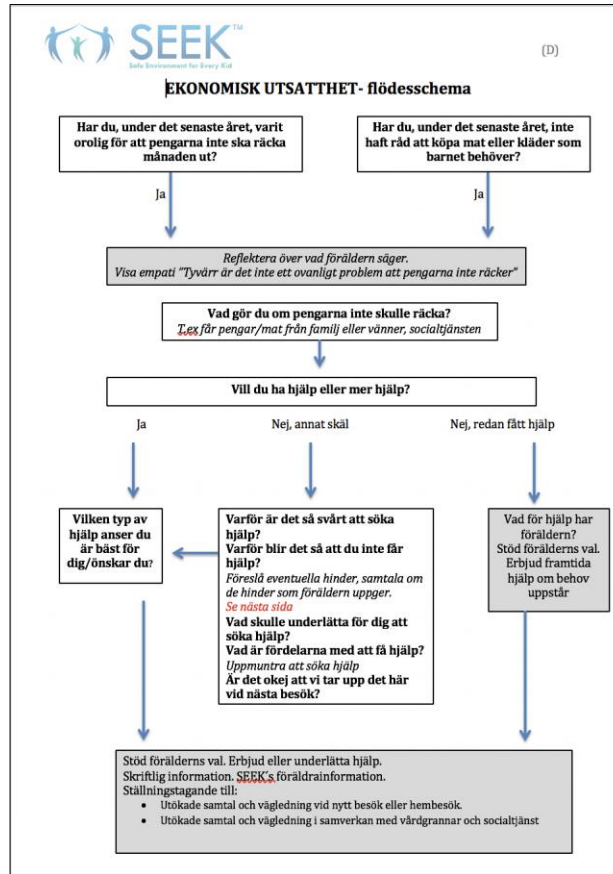 SEEK™
Safe Environment for Every Kid
(D)
EKONOMISK UTSATTHET- flödesschema
Har du, under det senaste året, varit
orolig för att pengarna inte ska räcka
månaden ut?
Har du, under det senaste året, inte
haft råd att köpa mat eller kläder som
barnet behöver?
Ja
Ja
Reflektera över vad föräldern säger.
Visa empati "Tyvärr är det inte ett ovanligt problem att pengarna inte räcker"
Vad gör du om pengarna inte skulle räcka?
T.ex får pengar/mat från familj eller vänner, socialtjänsten
Vill du ha hjälp eller mer hjälp?
Ja
Nej, annat skäl
Nej, redan fått hjälp
Vilken typ av
hjälp anser du
är bäst för
dig/önskar du?
Varför är det så svårt att söka
hjälp?
Varför blir det så att du inte får
hjälp?
Föreslå eventuella hinder, samtala om
de hinder som föräldern uppger.
Se nästa sida
Vad skulle underlätta för dig att
söka hjälp?
Vad är fördelarna med att få hjälp?
Uppmuntra att söka hjälp
Är det okej att vi tar upp det här
vid nästa besök?
Vad för hjälp har
föräldern?
Stöd förälderns val.
Erbjud framtida
hjälp om behov
uppstår
Stöd förälderns val. Erbjud eller underlätta hjälp.
Skriftlig information. SEEK´s föräldrainformation.
Ställningstagande till:
• Utökade samtal och vägledning vid nytt besök eller hembesök.
• Utökade samtal och vägledning i samverkan med vårdgrannar och socialtjänst